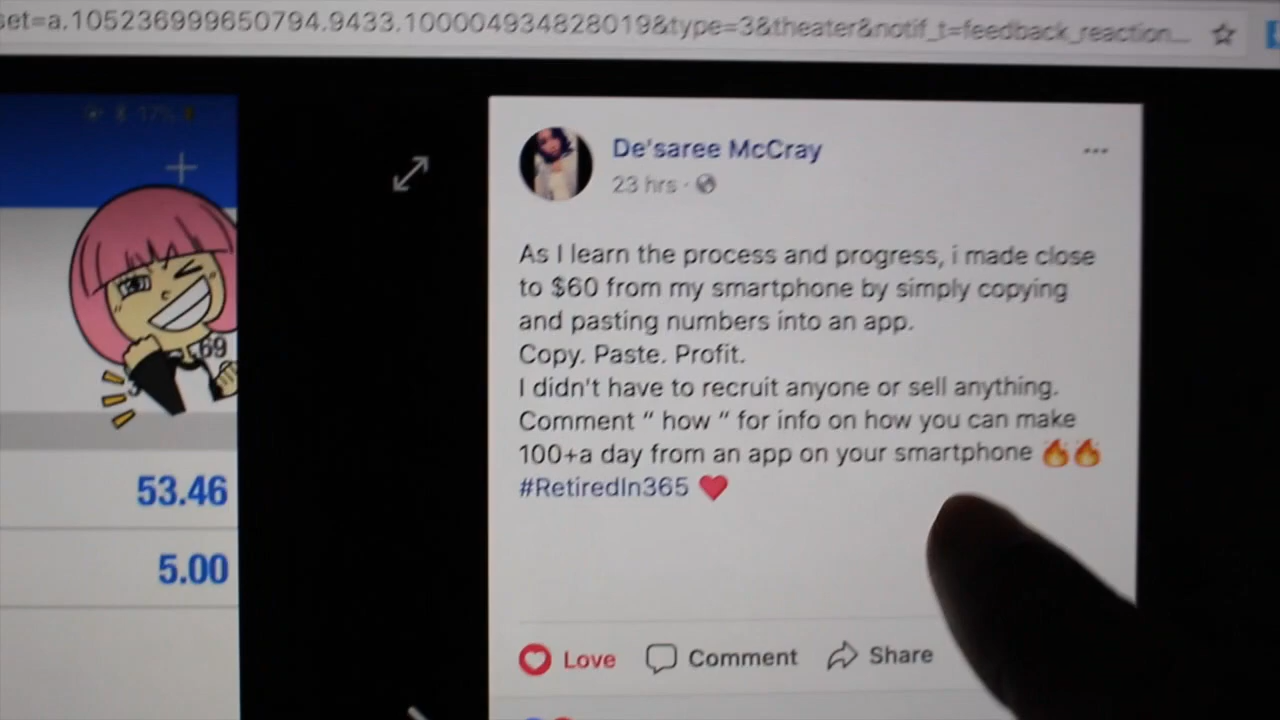 set=a.105236999650794.9433.100004934828019&type=3&theater&notif_t=feedback_reaction...
17%
De'saree McCray
23 hrs ·
As I learn the process and progress, i made close
to $60 from my smartphone by simply copying
and pasting numbers into an app.
Copy. Paste. Profit.
I didn't have to recruit anyone or sell anything.
Comment “ how ” for info on how you can make
100+a day from an app on your smartphone
#RetiredIn365
.69
53.46
5.00
Love Comment Share